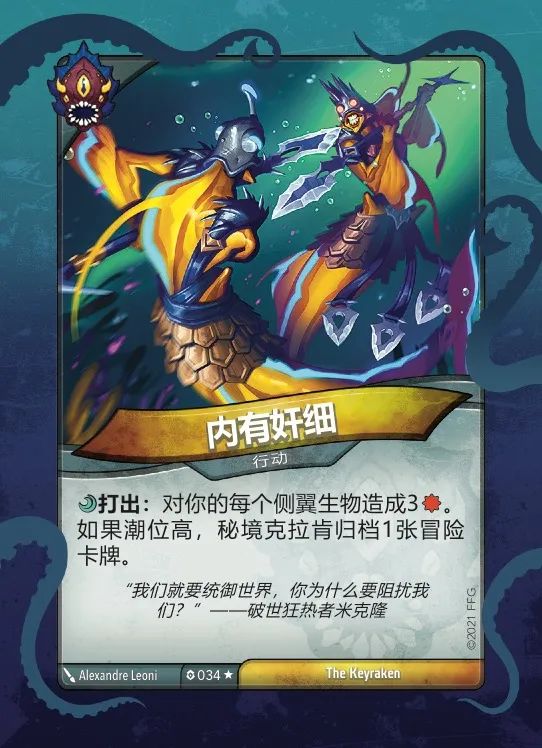 内有奸细
行动
打出：对你的每个侧翼生物造成3。
如果潮位高，秘境克拉肯归档1张冒险
卡牌。
“我们就要统御世界，你为什么要阻扰我
们？”——破世狂热者米克隆
©2021 FFG
Alexandre Leoni
034
The Keyraken